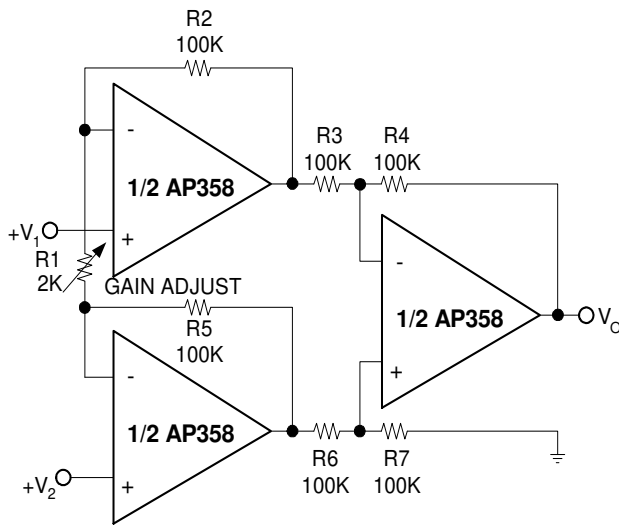 R2
100K
R3
100K
R4
100K
-
1/2 AP358
+
+V1
R1
2K
GAIN ADJUST
R5
100K
-
1/2 AP358
+
VO
-
1/2 AP358
+
+V2
R6
100K
R7
100K